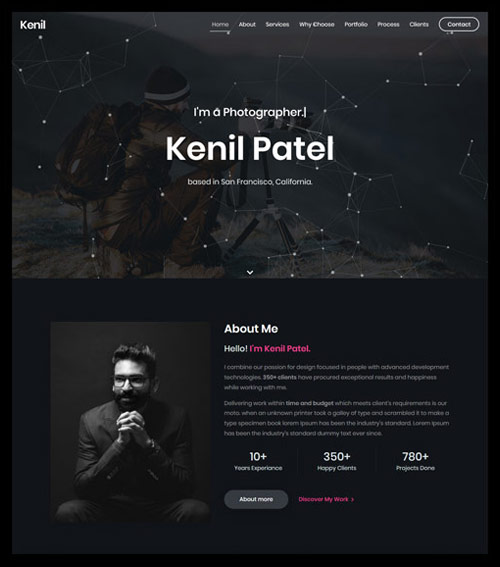 Kenil
Home About Services Why Choose Portfolio Process Clients Contact
I'm a Photographer.|
Kenil Patel
based in San Francisco, California.
About Me
Hello! I'm Kenil Patel.
I combine our passion for design focused in people with advanced development
technologies. 350+ clients have procured exceptional results and happiness
while working with me.
Delivering work within time and budget which meets client's requirements is our
moto. when an unknown printer took a galley of type and scrambled it to make a
type specimen book lorem Ipsum has been the industry's standard. Lorem Ipsum
has been the industry's standard dummy text ever since.
10+ 350+ 780+
Years Experiance Happy Clients Projects Done
About more Discover My Work >